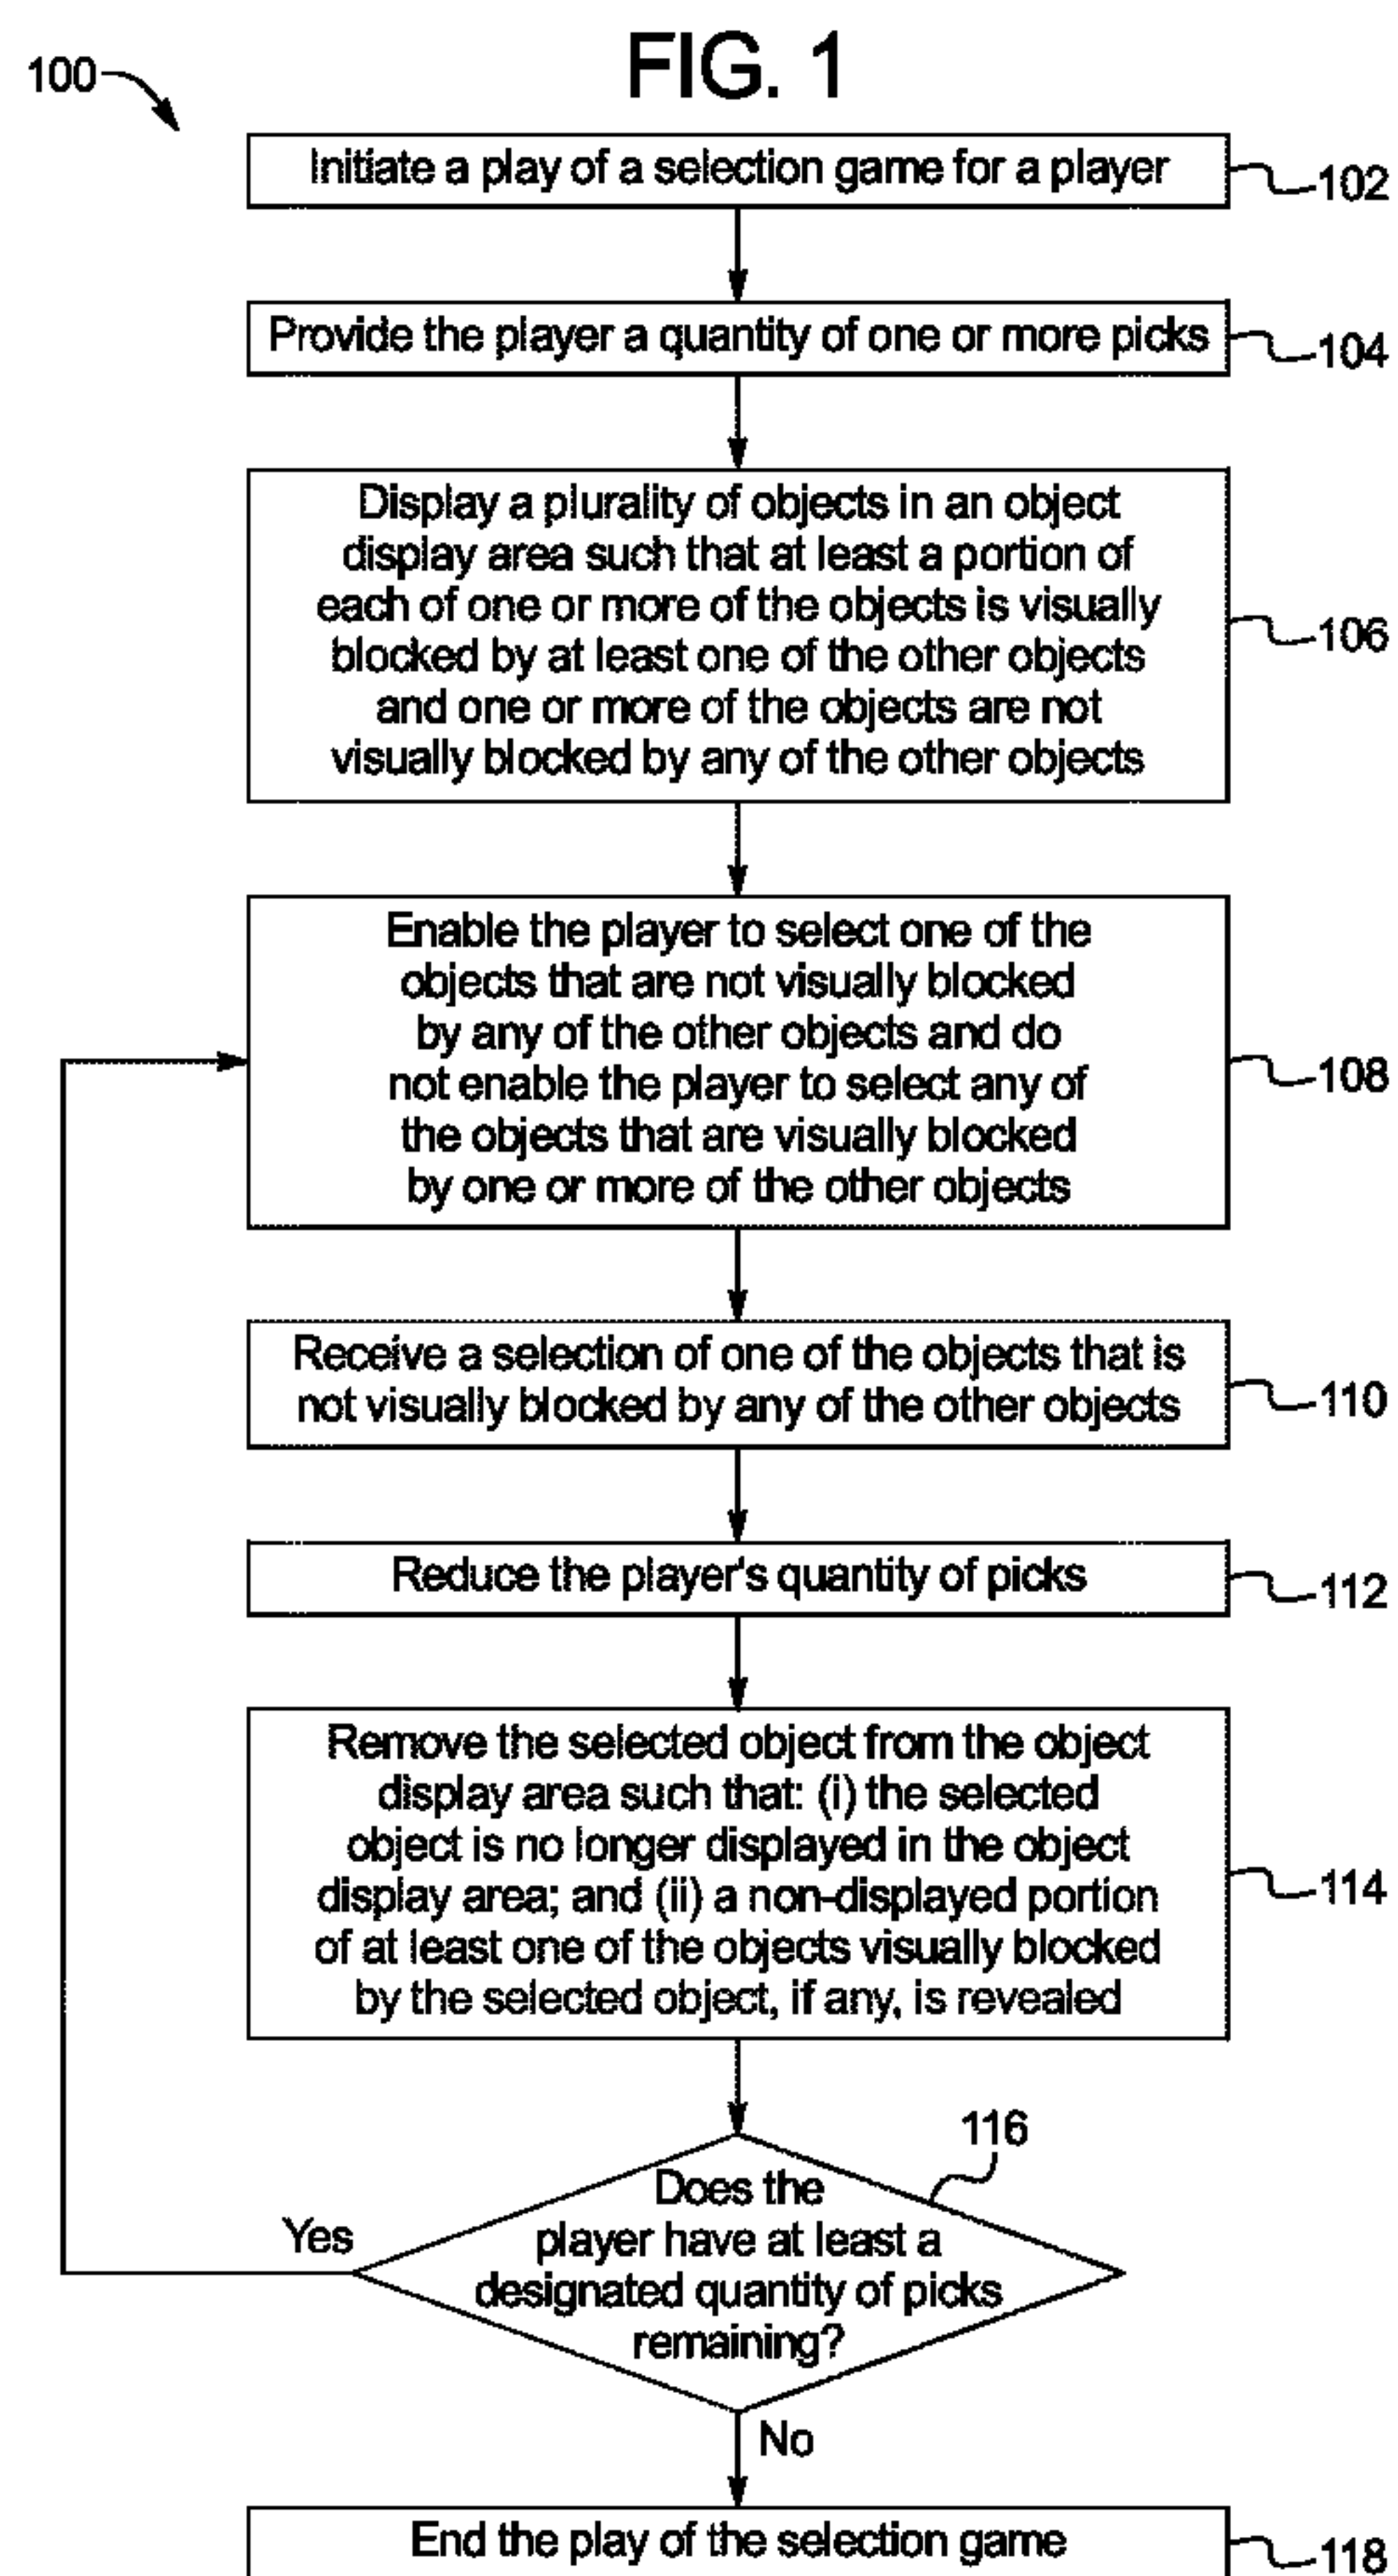 FIG. 1
100
Initiate a play of a selection game for a player
102
Provide the player a quantity of one or more picks
104
Display a plurality of objects in an object
display area such that at least a portion of
each of one or more of the objects is visually
blocked by at least one of the other objects
and one or more of the objects are not
visually blocked by any of the other objects
106
Enable the player to select one of the
objects that are not visually blocked
by any of the other objects and do
not enable the player to select any of
the objects that are visually blocked
by one or more of the other objects
108
Receive a selection of one of the objects that is
not visually blocked by any of the other objects
110
Reduce the player's quantity of picks
112
Remove the selected object from the object
display area such that: (i) the selected
object is no longer displayed in the object
display area; and (ii) a non-displayed portion
of at least one of the objects visually blocked
by the selected object, if any, is revealed
114
116
Does the
player have at least a
designated quantity of picks
remaining?
Yes
No
End the play of the selection game
118